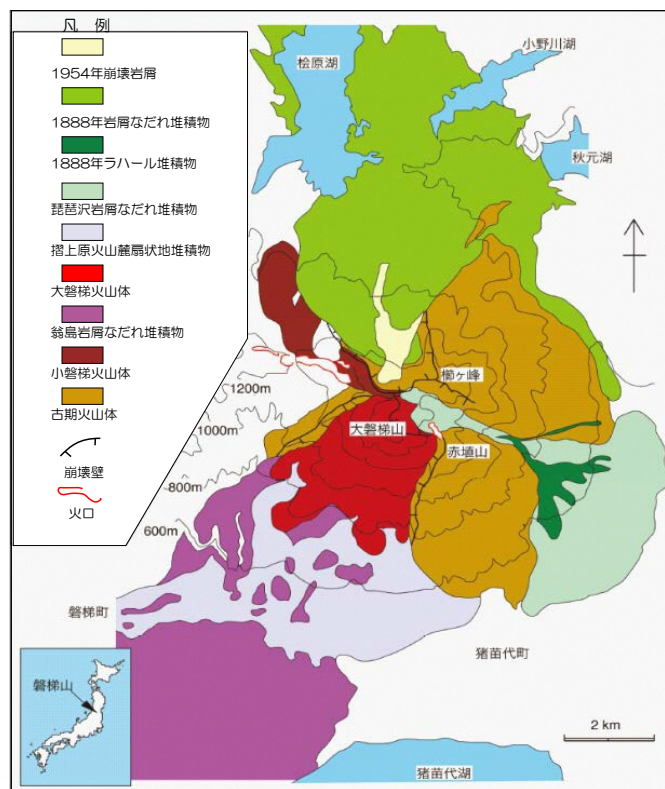 凡 例
1954年崩壊岩屑
1888年岩屑なだれ堆積物
1888年ラハール堆積物
琵琶沢岩屑なだれ堆積物
摺上原火山麓扇状地堆積物
大磐梯火山体
翁島岩屑なだれ堆積物
小磐梯火山体
古期火山体
崩壊壁
火口
桧原湖
小野川湖
秋元湖
櫛ヶ峰
大磐梯山
赤埴山
1200m
1000m
800m
600m
磐梯町
猪苗代町
磐梯山
2 km
猪苗代湖